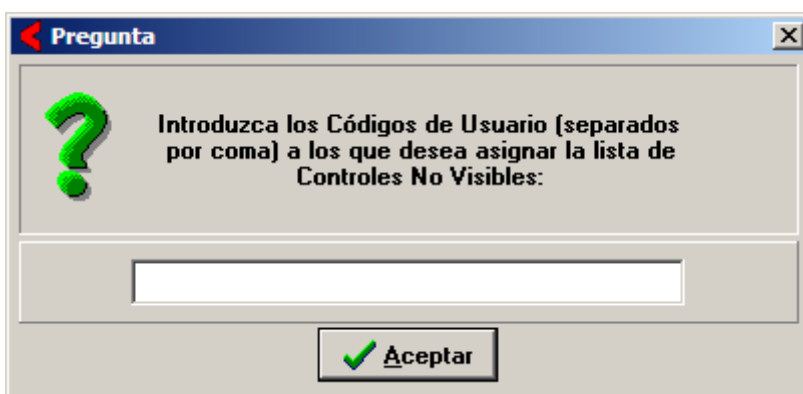 Pregunta
Introduzca los Códigos de Usuario (separados
por coma) a los que desea asignar la lista de
Controles No Visibles:
Aceptar